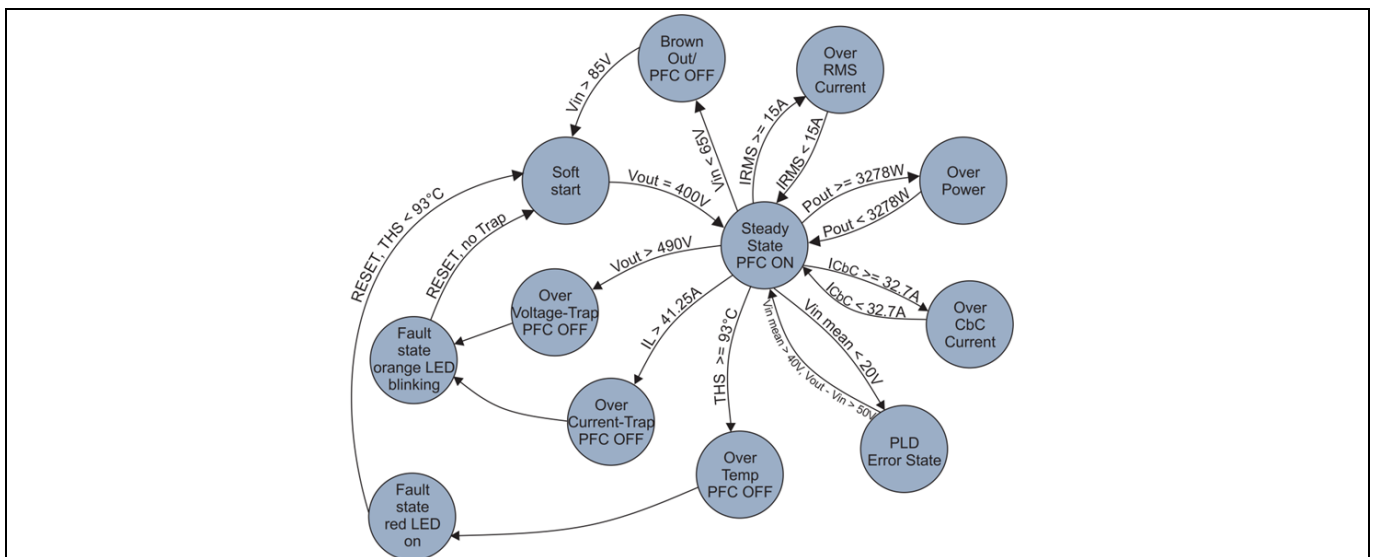 Brown
Out/
PFC OFF
Over
RMS
Current
Vin > 85V
Vin < 65V
IRMS >= 15A
IRMS < 15A
Soft
start
Vout = 400V
Pout >= 3278W
Pout < 3278W
Over
Power
Steady
State
PFC ON
RESET, THS < 93°C
RESET, no Trap
Vout > 490V
ICbC >= 32.7A
ICbC < 32.7A
Over
CbC
Current
Over
Voltage-Trap
PFC OFF
IL > 41.25A
THS >= 93°C
Vin mean < 20V
Vin mean > 40V, Vout - Vin > 50V
Fault
state
orange LED
blinking
Over
Current-Trap
PFC OFF
PLD
Error State
Over
Temp
PFC OFF
Fault
state
red LED
on